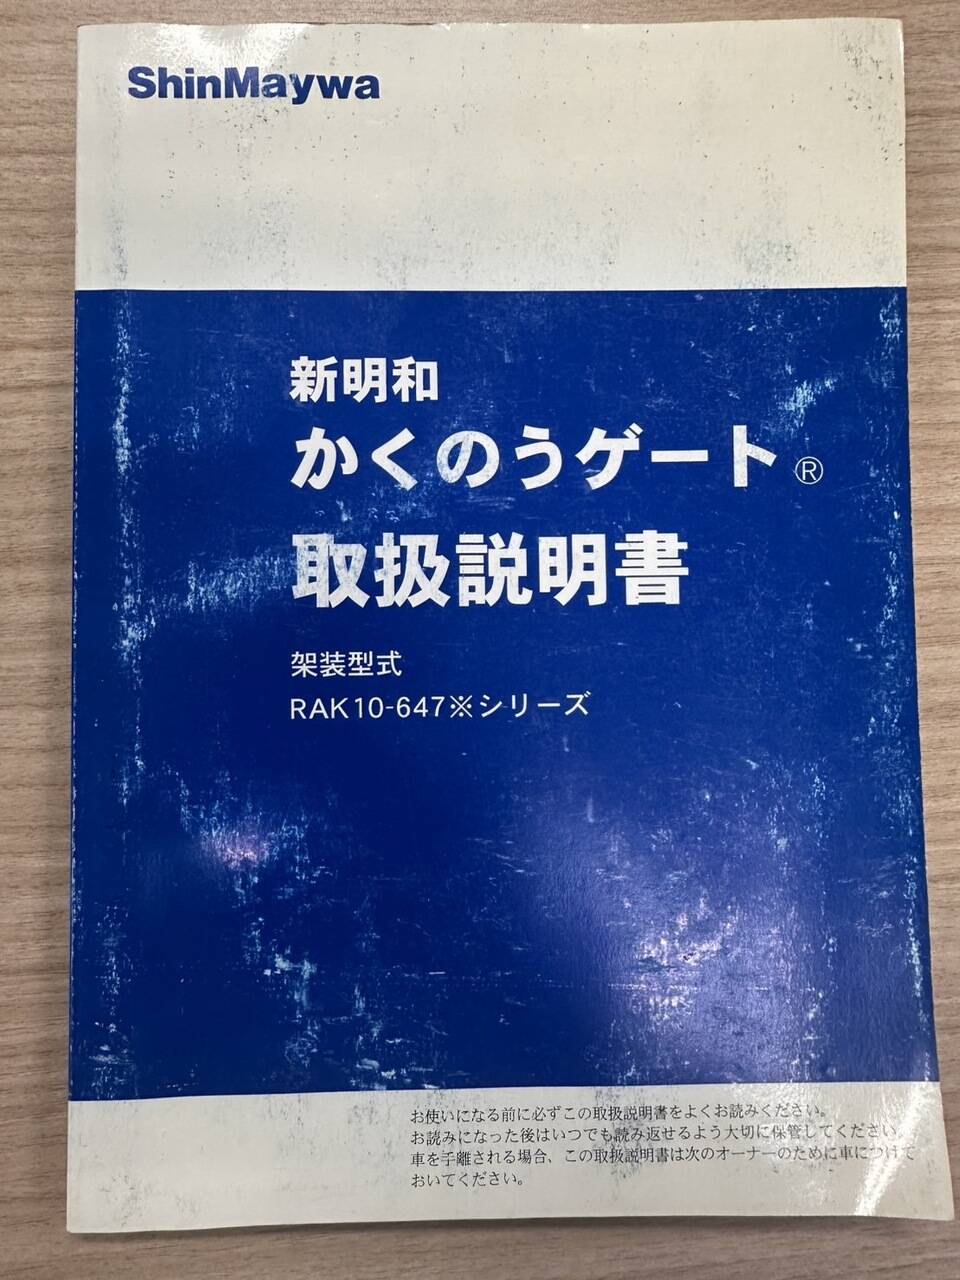 ShinMaywa
新明和
かくのうゲート®
取扱説明書
架装型式
RAK10-647※シリーズ
お使いになる前に必ずこの取扱説明書をよくお読みください。
お読みになった後はいつでも読み返せるよう大切に保管してください。
車を手離される場合、この取扱説明書は次のオーナーのために車につけて
おいてください。